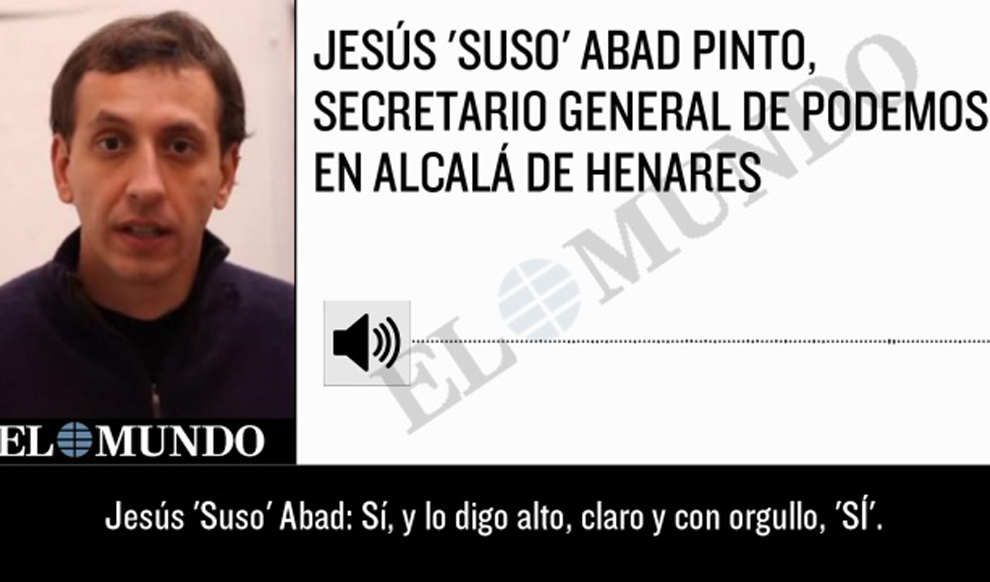 JESÚS 'SUSO' ABAD PINTO,
SECRETARIO GENERAL DE PODEMOS
EN ALCALÁ DE HENARES
EL MUNDO
EL MUNDO
Jesús 'Suso' Abad: Sí, y lo digo alto, claro y con orgullo, 'SÍ'.